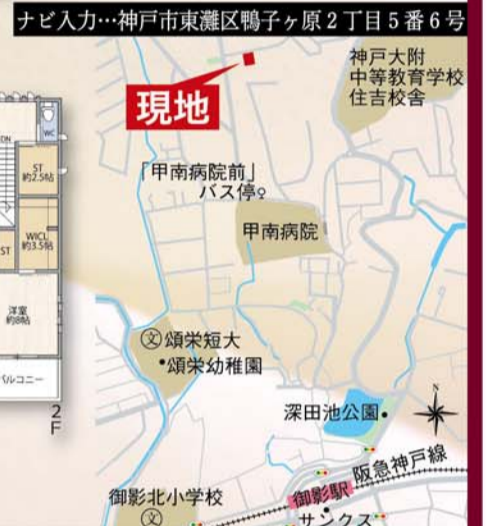 ナビ入力…神戸市東灘区鴨子ヶ原2丁目5番6号
神戸大附
中等教育学校
住吉校舎
現地
「甲南病院前」
バス停
甲南病院
文頌栄短大
・頌栄幼稚園
深田池公園・
N
阪急神戸線
御影駅
サンクス
御影北小学校
文
DN
WC
ST
約2.5帖
WICL
約3.5帖
ST
洋室
約8帖
バルコニー
2F